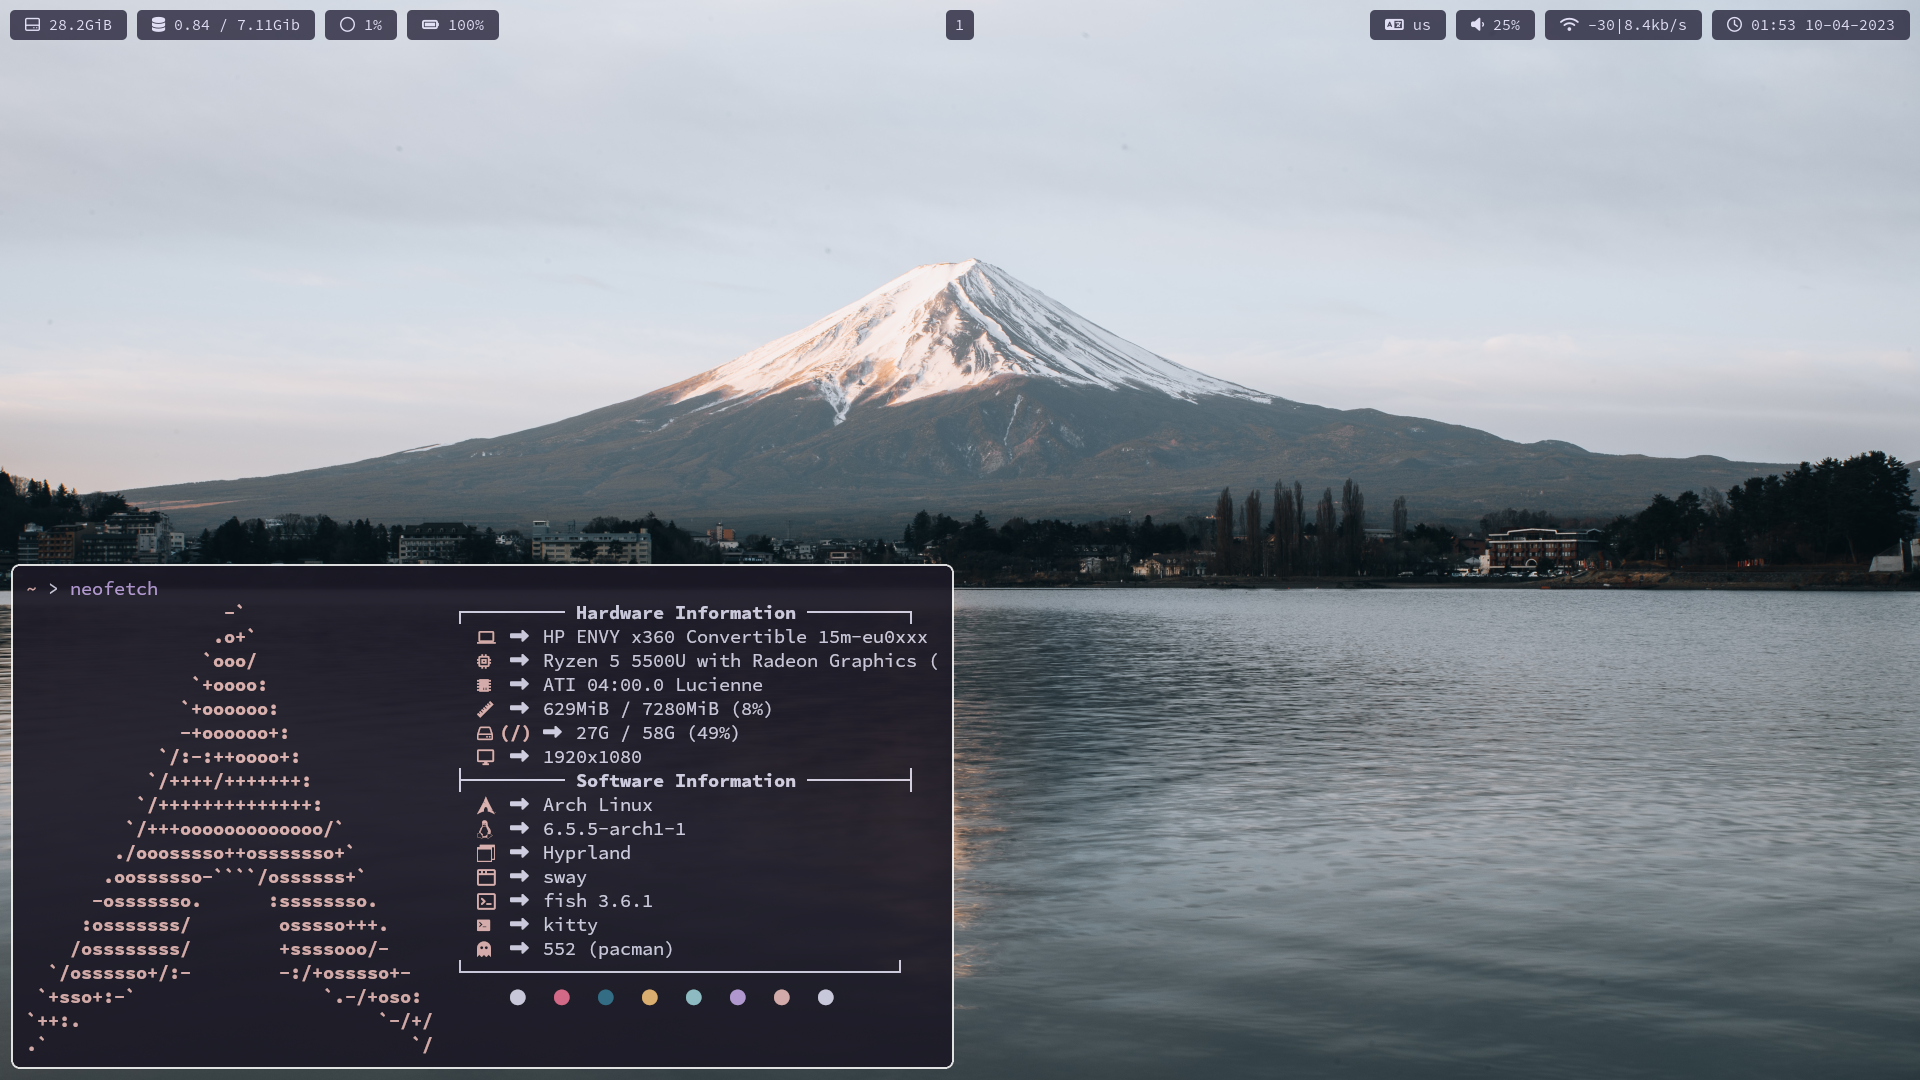 28.2GiB 0.84 / 7.11Gib 1% 100% 1 us 25% -30|8.4kb/s 01:53 10-04-2023
~ > neofetch
-`
.o+`
`ooo/
`+oooo:
`+oooooo:
-+oooooo+:
`/:-:++oooo+:
`/++++/+++++++:
`/++++++++++++++:
`/+++ooooooooooooo/`
./ooosssso++osssssso+`
.oossssso-````/ossssss+`
-osssssso. :ssssssso.
:osssssss/ osssso+++.
/ossssssss/ +ssssooo/-
`/ossssso+/:- -:/+osssso+-
`+sso+:-` `.-/+oso:
`++:. `-/+/
.` `/
Hardware Information
HP ENVY x360 Convertible 15m-eu0xxx
Ryzen 5 5500U with Radeon Graphics (
ATI 04:00.0 Lucienne
629MiB / 7280MiB (8%)
(/) 27G / 58G (49%)
1920x1080
Software Information
Arch Linux
6.5.5-arch1-1
Hyprland
sway
fish 3.6.1
kitty
552 (pacman)